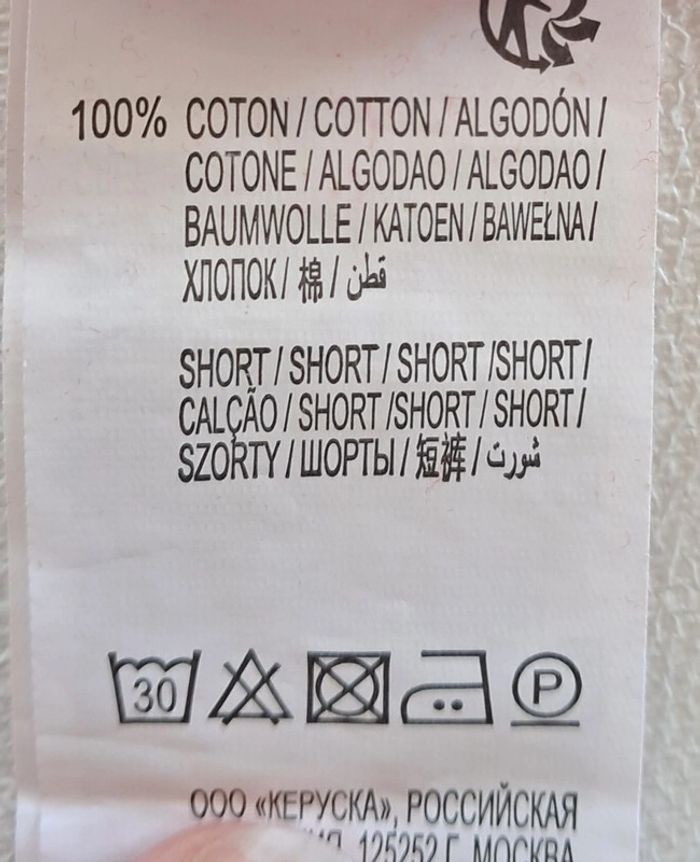 100% COTON / COTTON / ALGODÓN /
COTONE / ALGODAO / ALGODAO /
BAUMWOLLE / KATOEN / BAWEŁNA /
ХЛОПОК / 棉 / قطن
SHORT / SHORT / SHORT /SHORT /
CALÇÃO / SHORT /SHORT / SHORT /
SZORTY / ШОРТЫ / 短裤 / شورت
30 P
ООО «КЕРУСКА», РОССИЙСКАЯ
125252 Г. МОСКВА